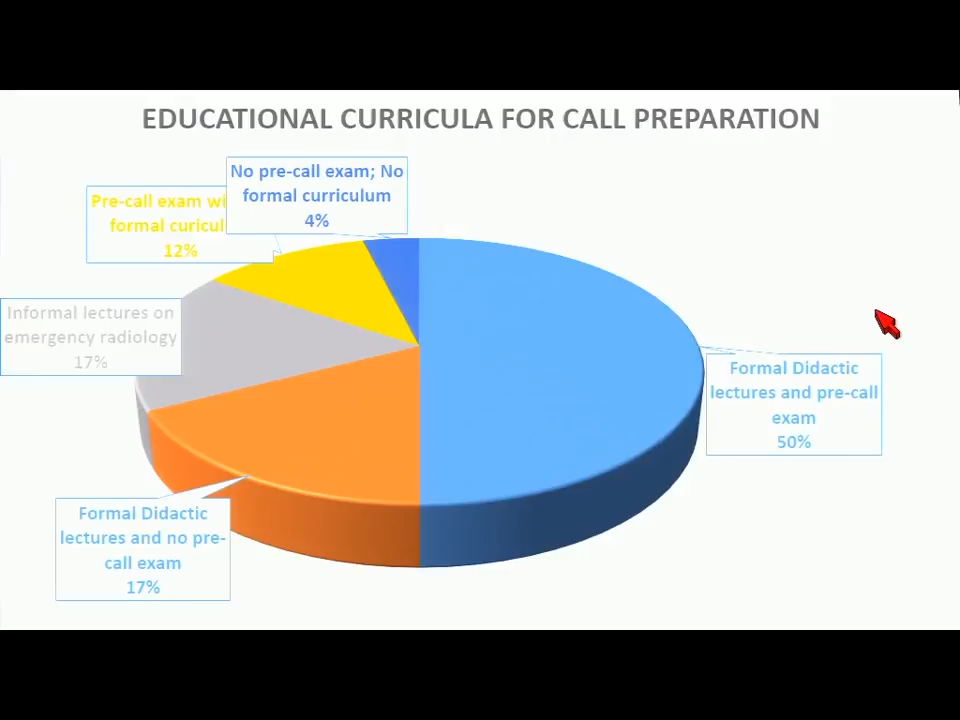 EDUCATIONAL CURRICULA FOR CALL PREPARATION
No pre-call exam; No
formal curriculum
4%
Pre-call exam
formal
12%
Informal lectures on
emergency radiology
17%
Formal Didactic
lectures and pre-call
exam
50%
Formal Didactic
lectures and no pre-
call exam
17%